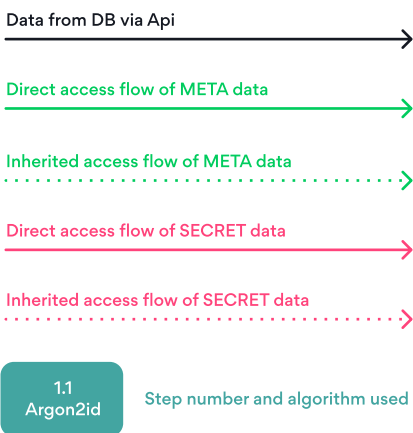 Data from DB via Api
Direct access flow of META data
Inherited access flow of META data
Direct access flow of SECRET data
Inherited access flow of SECRET data
1.1
Argon2id
Step number and algorithm used